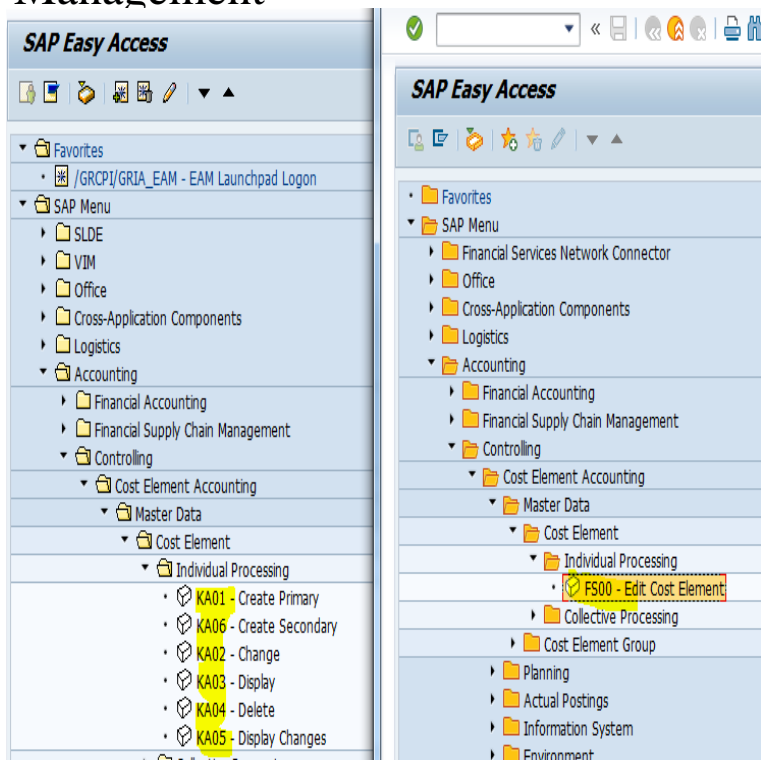 Management
SAP Easy Access
Favorites
/GRCPI/GRIA_EAM - EAM Launchpad Logon
SAP Menu
SLDE
VIM
Office
Cross-Application Components
Logistics
Accounting
Financial Accounting
Financial Supply Chain Management
Controlling
Cost Element Accounting
Master Data
Cost Element
Individual Processing
KA01 - Create Primary
KA06 - Create Secondary
KA02 - Change
KA03 - Display
KA04 - Delete
KA05 - Display Changes
SAP Easy Access
Favorites
SAP Menu
Financial Services Network Connector
Office
Cross-Application Components
Logistics
Accounting
Financial Accounting
Financial Supply Chain Management
Controlling
Cost Element Accounting
Master Data
Cost Element
Individual Processing
FS00 - Edit Cost Element
Collective Processing
Cost Element Group
Planning
Actual Postings
Information System
Environment